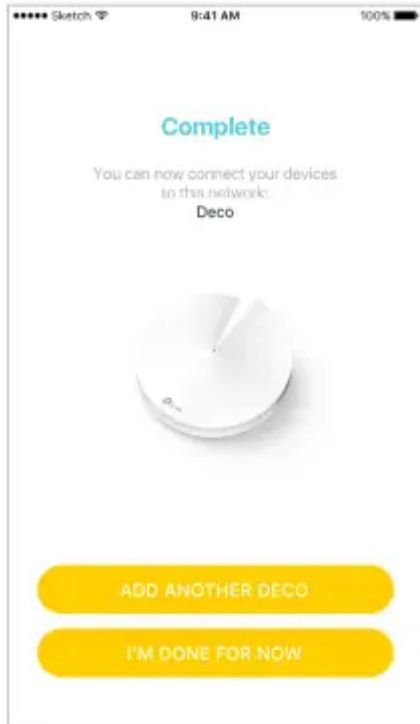 Sketch 9:41 AM 100%
Complete
You can now connect your devices
to this network:
Deco
ADD ANOTHER DECO
I'M DONE FOR NOW